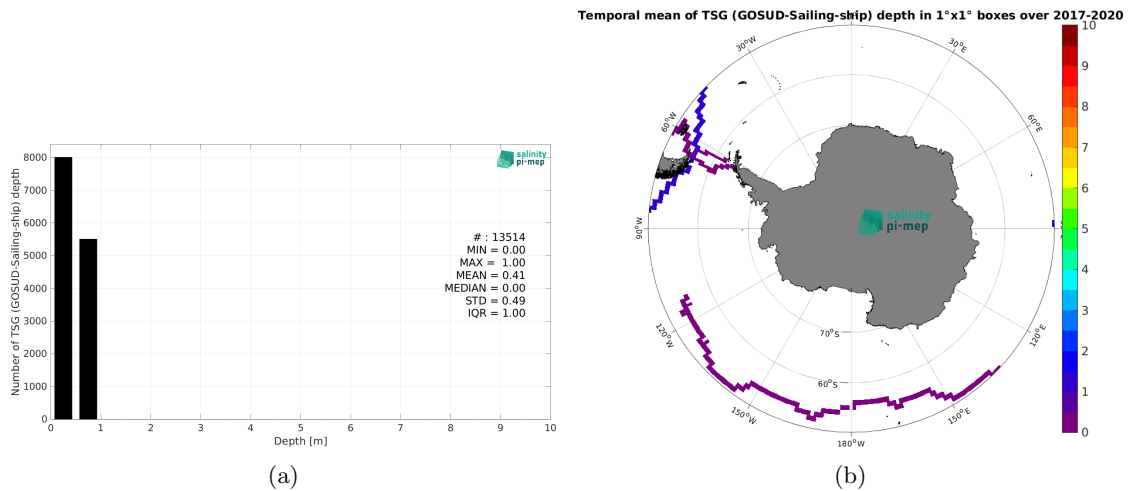 Temporal mean of TSG (GOSUD-Sailing-ship) depth in 1°x1° boxes over 2017-2020
Number of TSG (GOSUD-Sailing-ship) depth
8000
7000
6000
5000
4000
3000
2000
1000
0
salinity
pi-mep
# : 13514
MIN = 0.00
MAX = 1.00
MEAN = 0.41
MEDIAN = 0.00
STD = 0.49
IQR = 1.00
0 1 2 3 4 5 6 7 8 9 10
Depth [m]
(a)
30°W
30°E
60°W
60°E
90°W
salinity
pi-mep
120°W
120°E
70°S
60°S
150°W
150°E
180°W
10
9
8
7
6
5
4
3
2
1
0
(b)